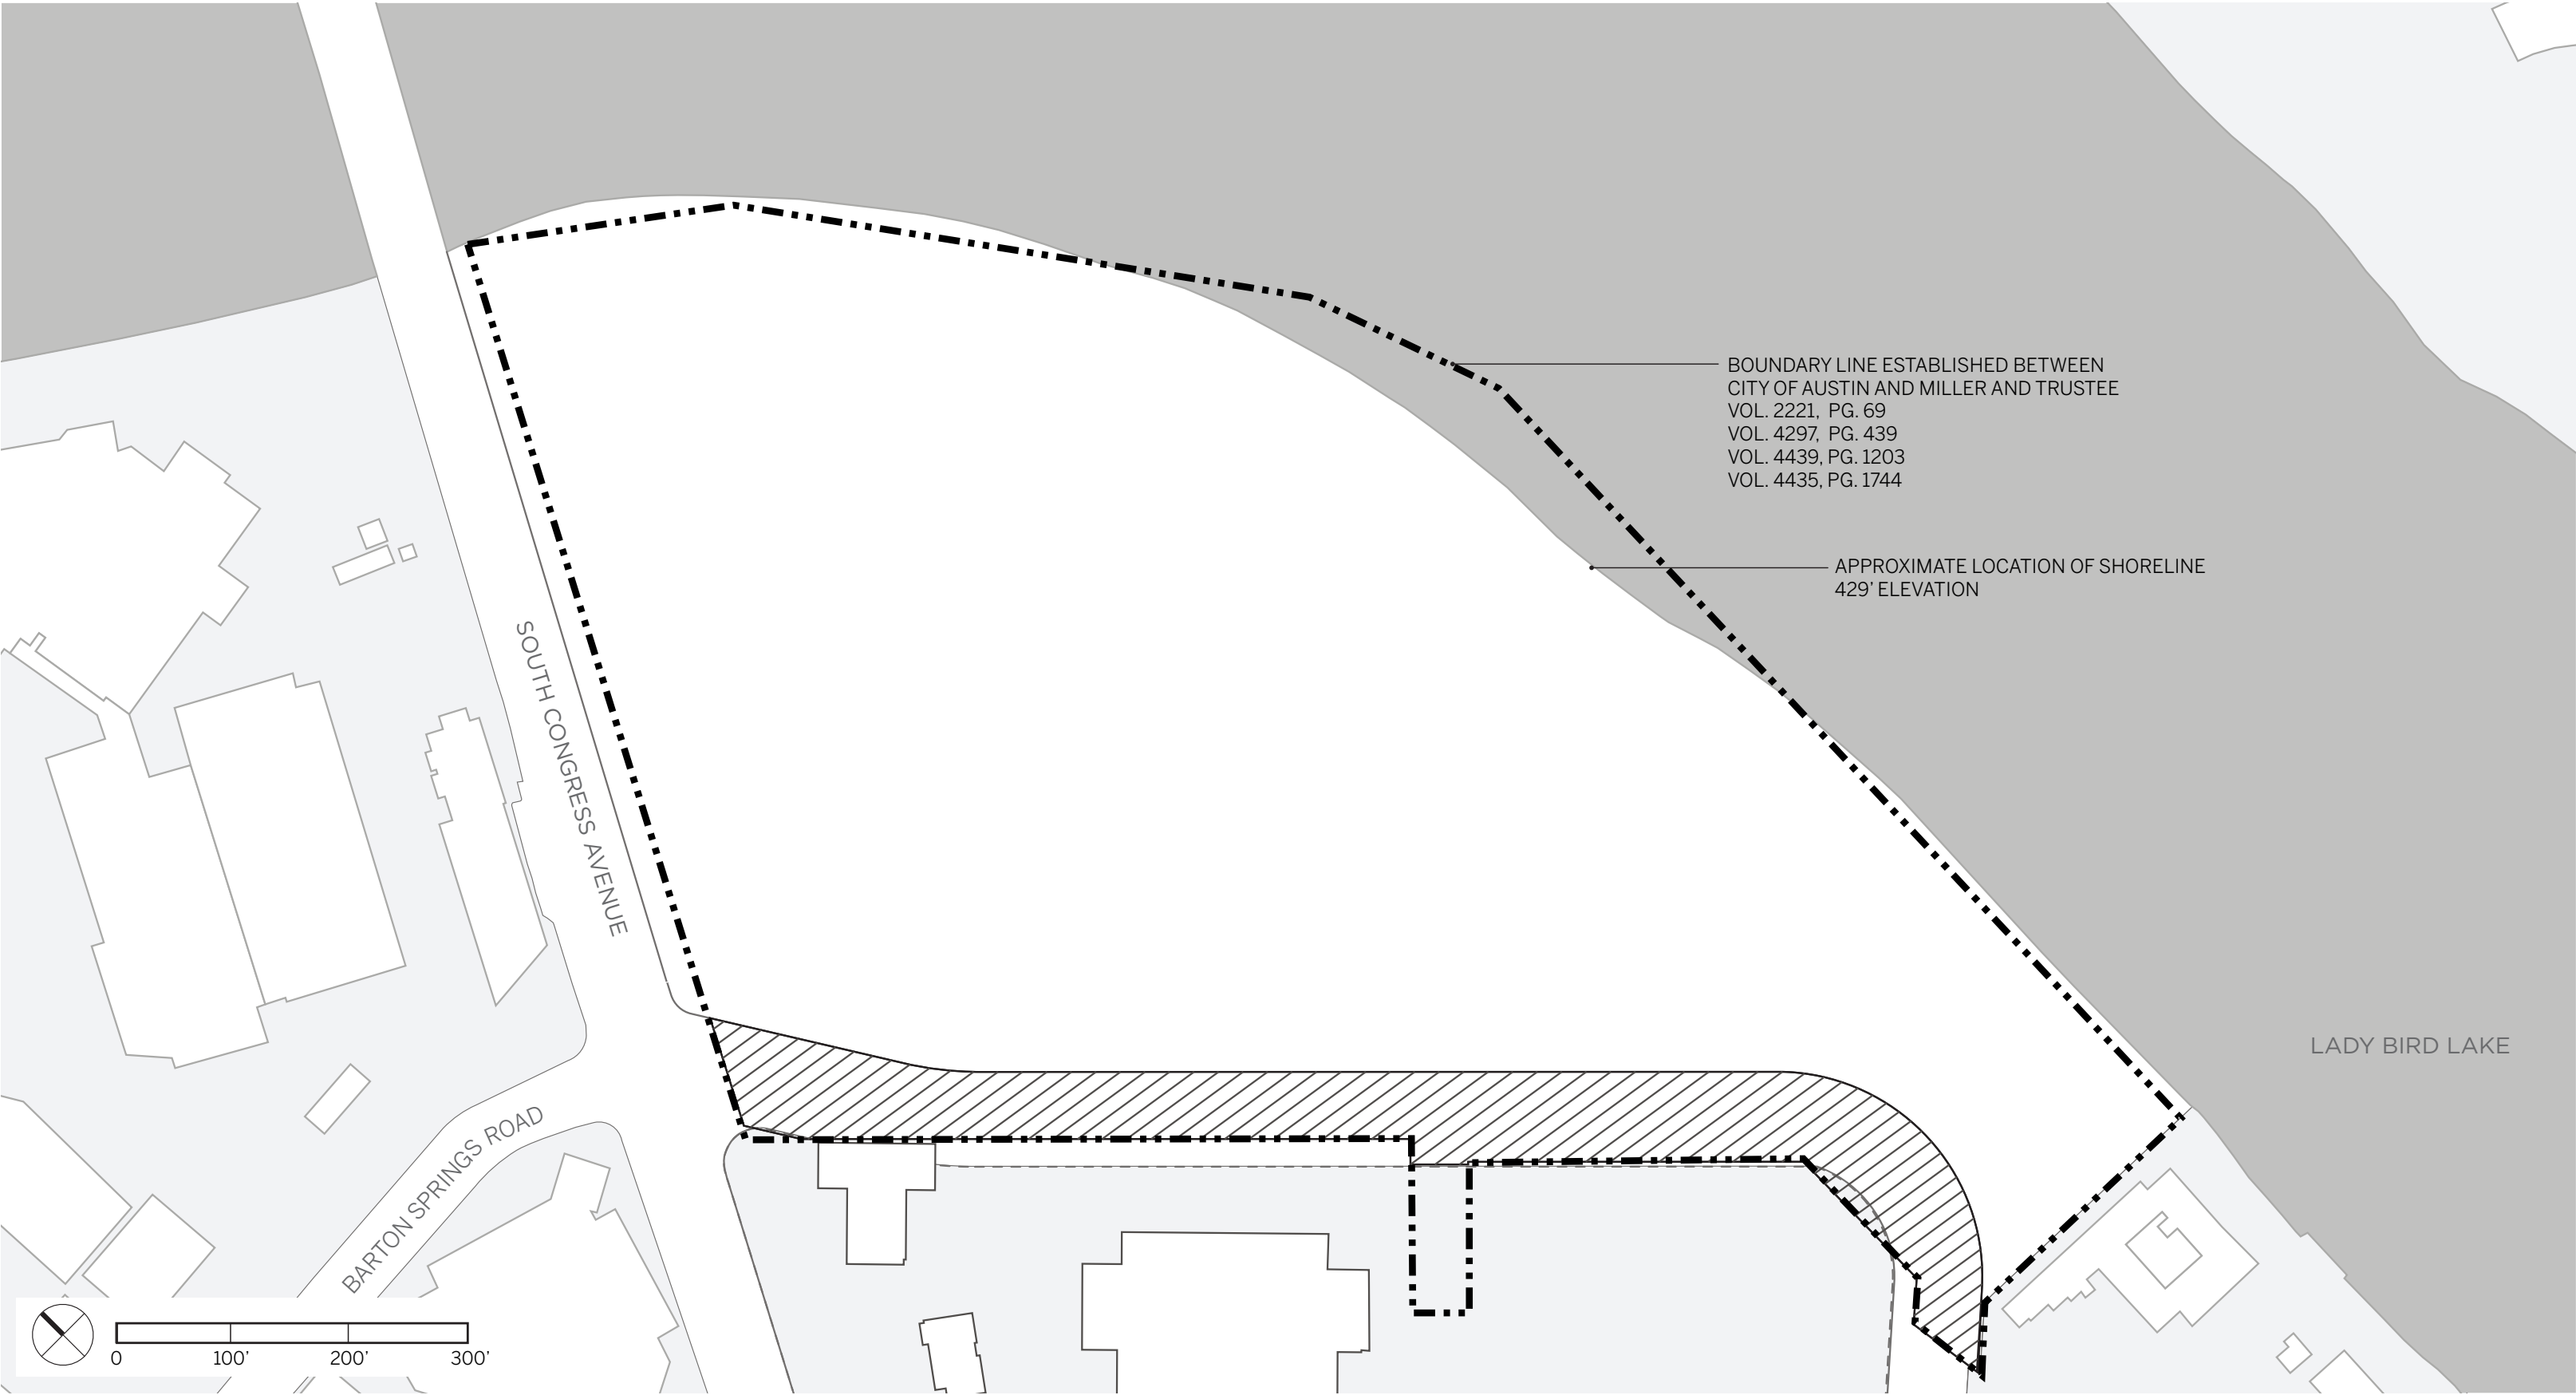 BOUNDARY LINE ESTABLISHED BETWEEN
CITY OF AUSTIN AND MILLER AND TRUSTEE
VOL. 2221, PG. 69
VOL. 4297, PG. 439
VOL. 4439, PG. 1203
VOL. 4435, PG. 1744
APPROXIMATE LOCATION OF SHORELINE
429’ ELEVATION
SOUTH CONGRESS AVENUE
LADY BIRD LAKE
BARTON SPRINGS ROAD
0 100’ 200’ 300’